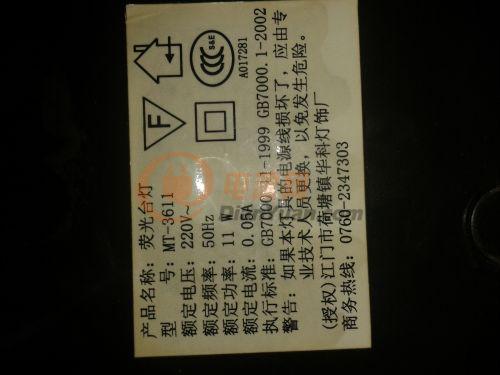 S&E
A017281
F
产品名称: 荧光台灯
型 号: MT-3611
额定电压: 220V~
额定频率: 50Hz
额定功率: 11 W
额定电流: 0.05A
执行标准: GB7000.11-1999 GB7000.1-2002
警告: 如果本灯具的电源线损坏了，应由专
业技术人员更换，以免发生危险。
(授权)江门市荷塘镇华科灯饰厂
商务热线: 0760-2347303